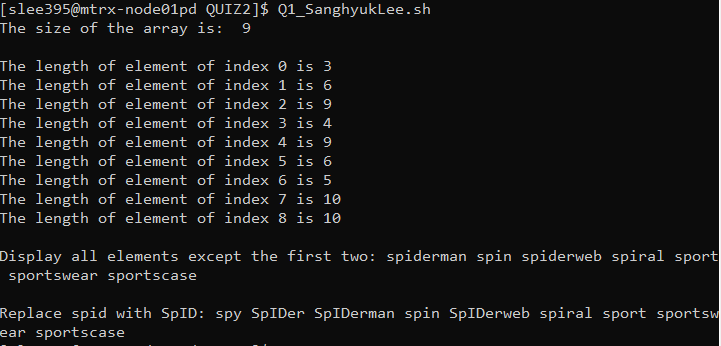 [slee395@mtrx-node01pd QUIZ2]$ Q1_SanghyukLee.sh
The size of the array is:  9
The length of element of index 0 is 3
The length of element of index 1 is 6
The length of element of index 2 is 9
The length of element of index 3 is 4
The length of element of index 4 is 9
The length of element of index 5 is 6
The length of element of index 6 is 5
The length of element of index 7 is 10
The length of element of index 8 is 10
Display all elements except the first two: spiderman spin spiderweb spiral sport
 sportswear sportscase
Replace spid with SpID: spy SpIDer SpIDerman spin SpIDerweb spiral sport sportsw
ear sportscase